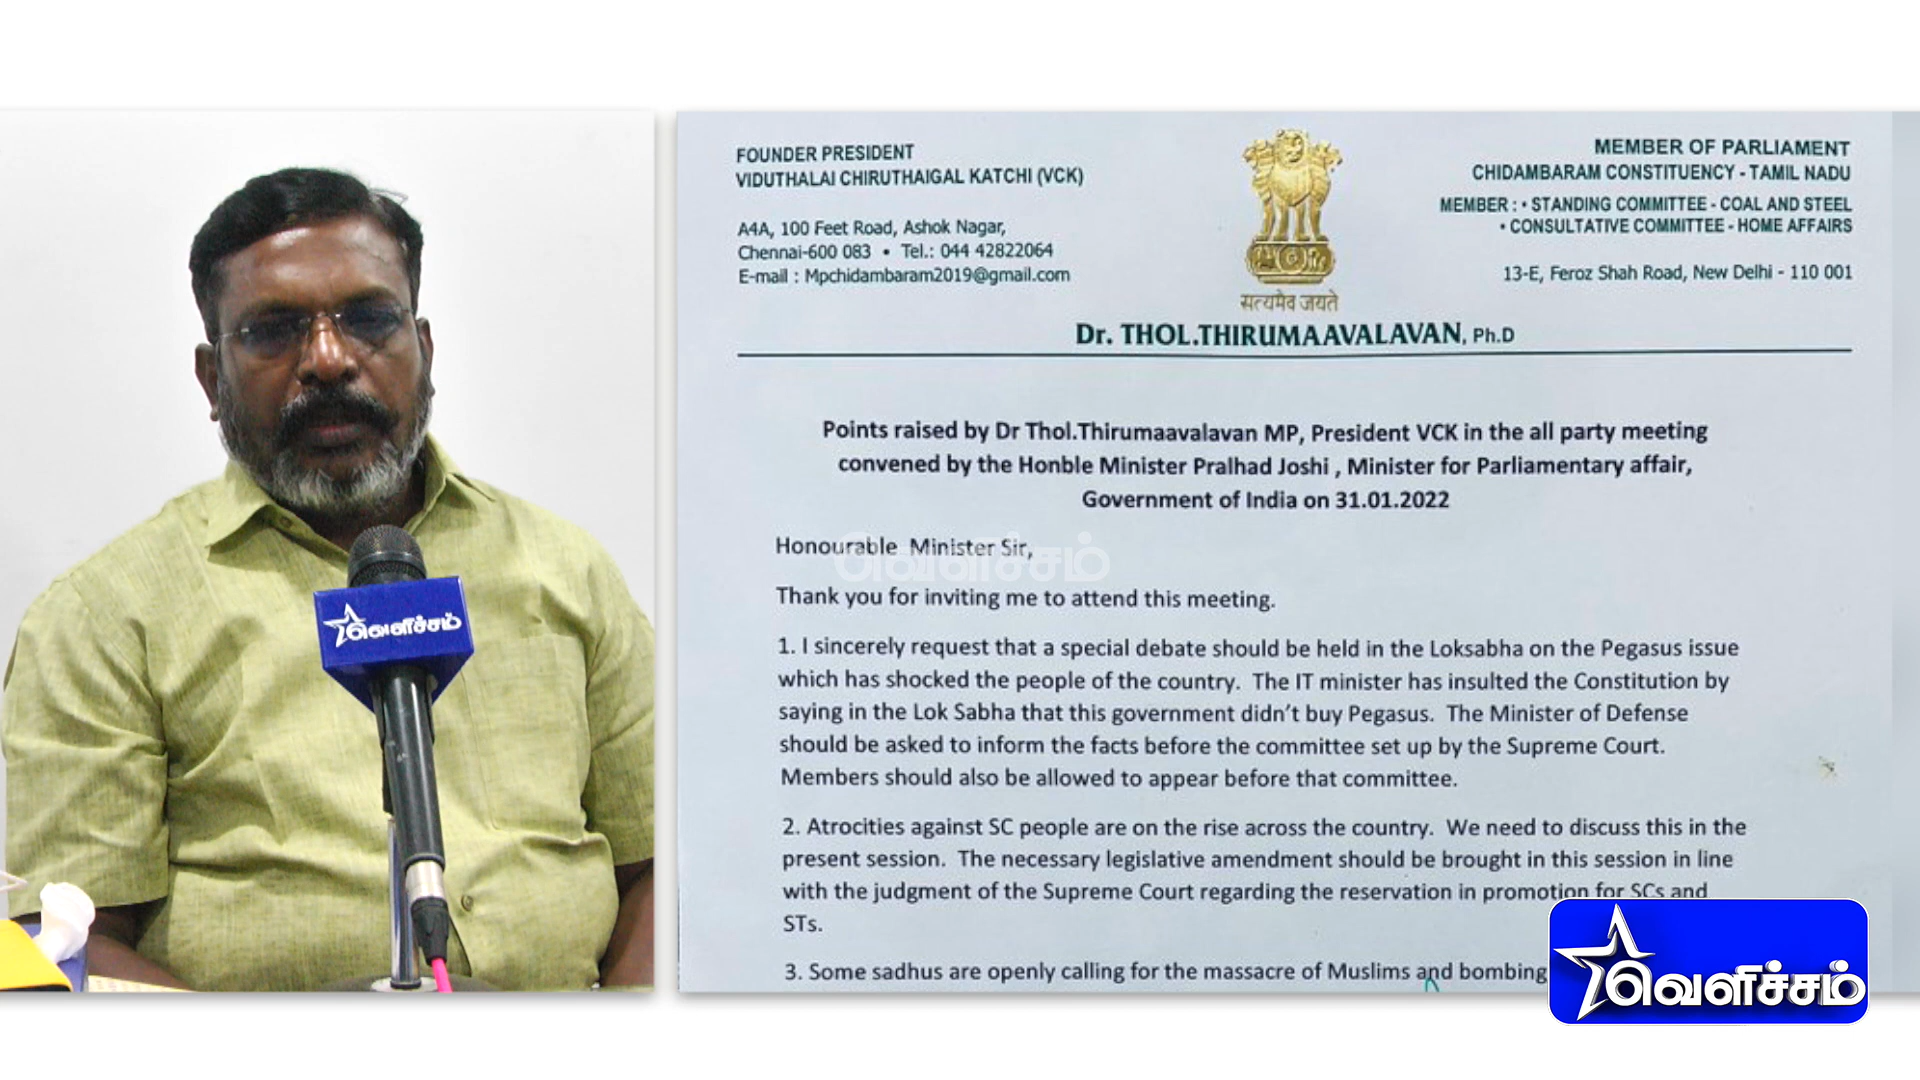 வெளிச்சம்
FOUNDER PRESIDENT
VIDUTHALAI CHIRUTHAIGAL KATCHI (VCK)
A4A, 100 Feet Road, Ashok Nagar,
Chennai-600 083 • Tel.: 044 42822064
E-mail : Mpchidambaram2019@gmail.com
सत्यमेव जयते
MEMBER OF PARLIAMENT
CHIDAMBARAM CONSTITUENCY - TAMIL NADU
MEMBER : • STANDING COMMITTEE - COAL AND STEEL
• CONSULTATIVE COMMITTEE - HOME AFFAIRS
13-E, Feroz Shah Road, New Delhi - 110 001
Dr. THOL.THIRUMAAVALAVAN, Ph.D
Points raised by Dr Thol.Thirumaavalavan MP, President VCK in the all party meeting
convened by the Honble Minister Pralhad Joshi , Minister for Parliamentary affair,
Government of India on 31.01.2022
Honourable Minister Sir,
வெளிச்சம்
Thank you for inviting me to attend this meeting.
1. I sincerely request that a special debate should be held in the Loksabha on the Pegasus issue
which has shocked the people of the country. The IT minister has insulted the Constitution by
saying in the Lok Sabha that this government didn't buy Pegasus. The Minister of Defense
should be asked to inform the facts before the committee set up by the Supreme Court.
Members should also be allowed to appear before that committee.
2. Atrocities against SC people are on the rise across the country. We need to discuss this in the
present session. The necessary legislative amendment should be brought in this session in line
with the judgment of the Supreme Court regarding the reservation in promotion for SCs and
STs.
3. Some sadhus are openly calling for the massacre of Muslims and bombing
வெளிச்சம்